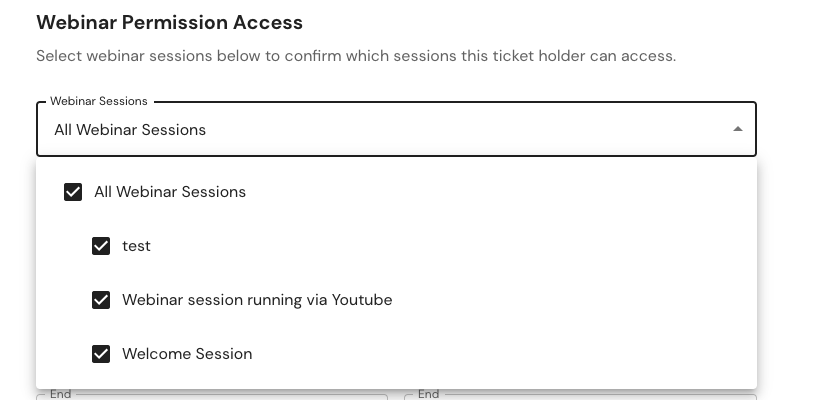 Webinar Permission Access
Select webinar sessions below to confirm which sessions this ticket holder can access.
Webinar Sessions
All Webinar Sessions
All Webinar Sessions
test
Webinar session running via Youtube
Welcome Session
End
End